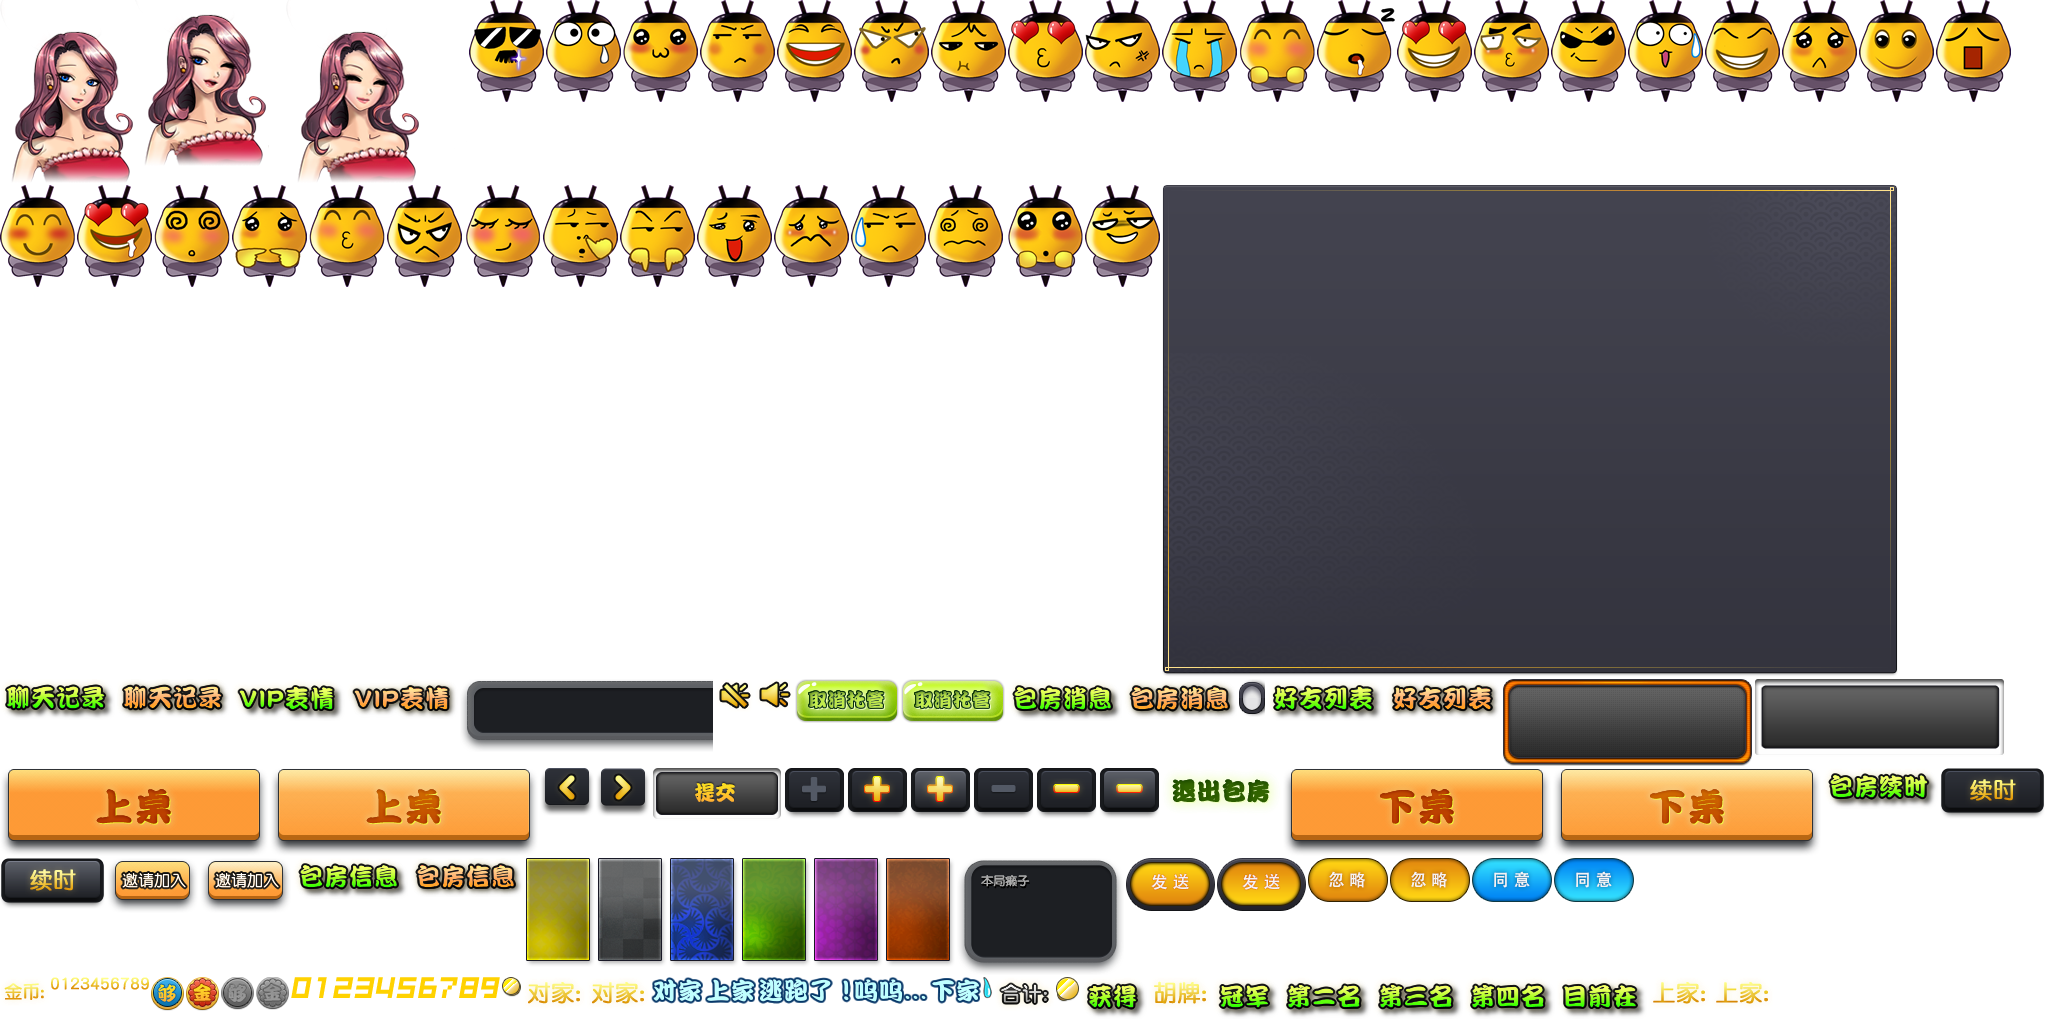 z
聊天记录 聊天记录 VIP表情 VIP表情 取消托管 取消托管 包房消息 包房消息 好友列表 好友列表
上桌 上桌 提交 退出包房 下桌 下桌 包房续时 续时
续时 邀请加入 邀请加入 包房信息 包房信息 本局癞子 发送 发送 忽略 忽略 同意 同意
金币: 0123456789 够 金 够 金 0123456789 对家: 对家: 对家 上家 逃跑了 !呜呜... 下家 合计: 获得 胡牌: 冠军 第二名 第三名 第四名 目前在 上家: 上家: